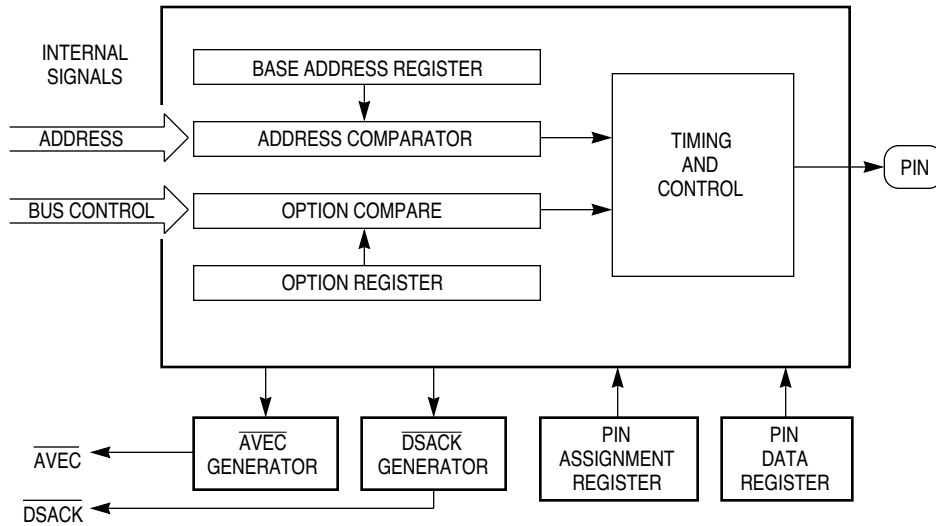 INTERNAL
SIGNALS
BASE ADDRESS REGISTER
ADDRESS
ADDRESS COMPARATOR
TIMING
AND
CONTROL
PIN
BUS CONTROL
OPTION COMPARE
OPTION REGISTER
AVEC
GENERATOR
DSACK
GENERATOR
PIN
ASSIGNMENT
REGISTER
PIN
DATA
REGISTER
AVEC
DSACK